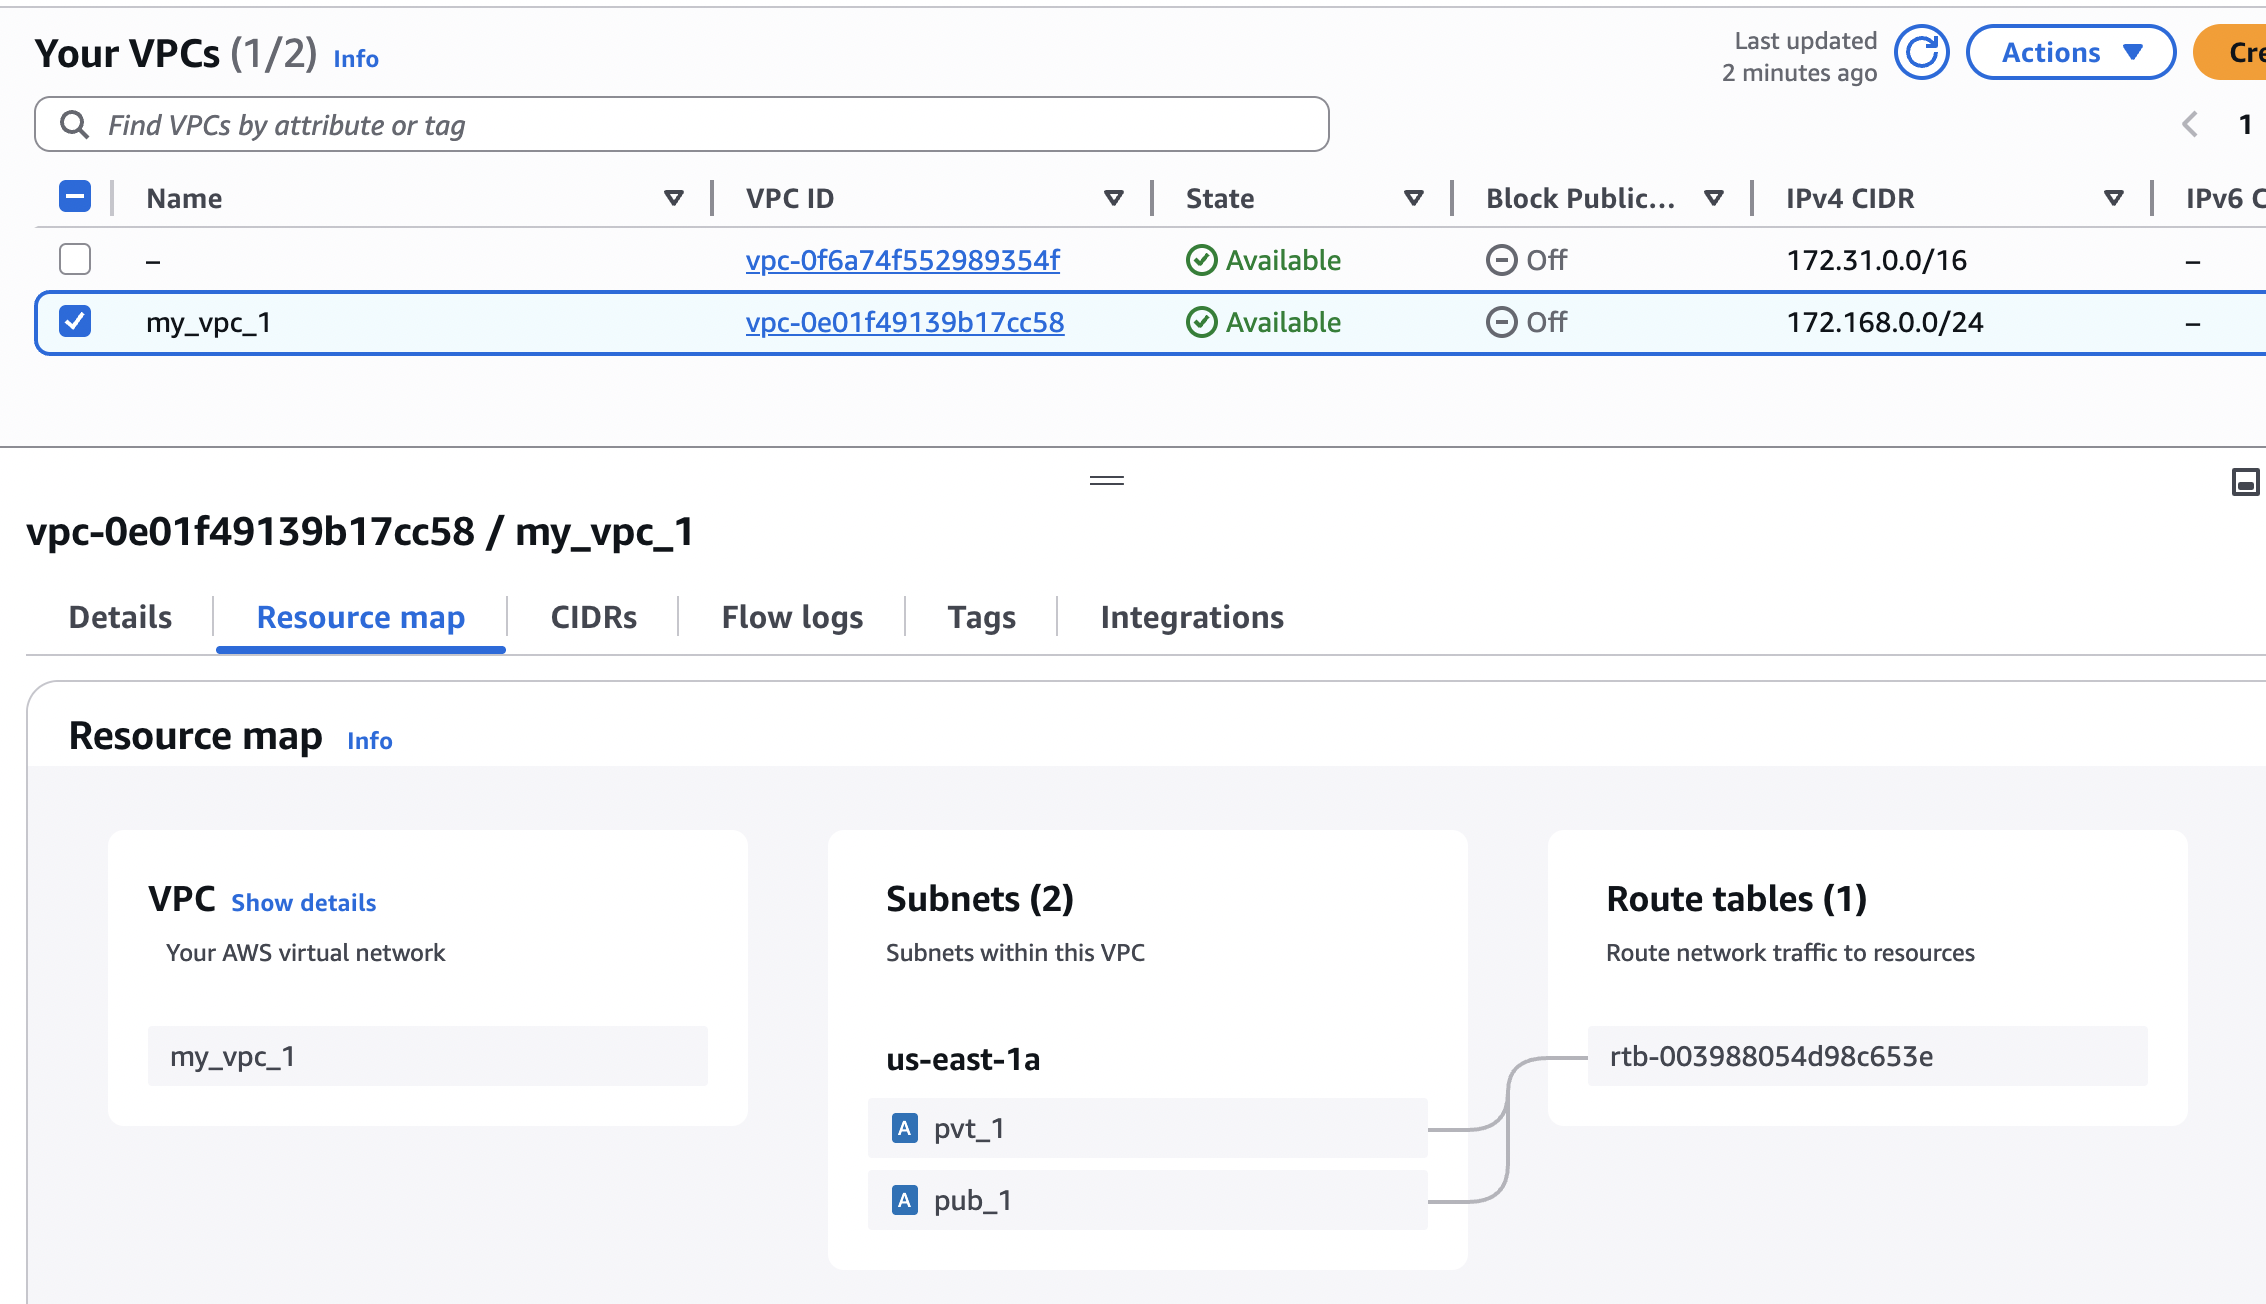 Your VPCs (1/2) Info
Last updated
2 minutes ago
Actions
Cre
Find VPCs by attribute or tag
1
Name VPC ID State Block Public... IPv4 CIDR IPv6 C
– vpc-0f6a74f552989354f Available Off 172.31.0.0/16 –
my_vpc_1 vpc-0e01f49139b17cc58 Available Off 172.168.0.0/24 –
vpc-0e01f49139b17cc58 / my_vpc_1
Details Resource map CIDRs Flow logs Tags Integrations
Resource map Info
VPC Show details
Your AWS virtual network
my_vpc_1
Subnets (2)
Subnets within this VPC
us-east-1a
A pvt_1
A pub_1
Route tables (1)
Route network traffic to resources
rtb-003988054d98c653e